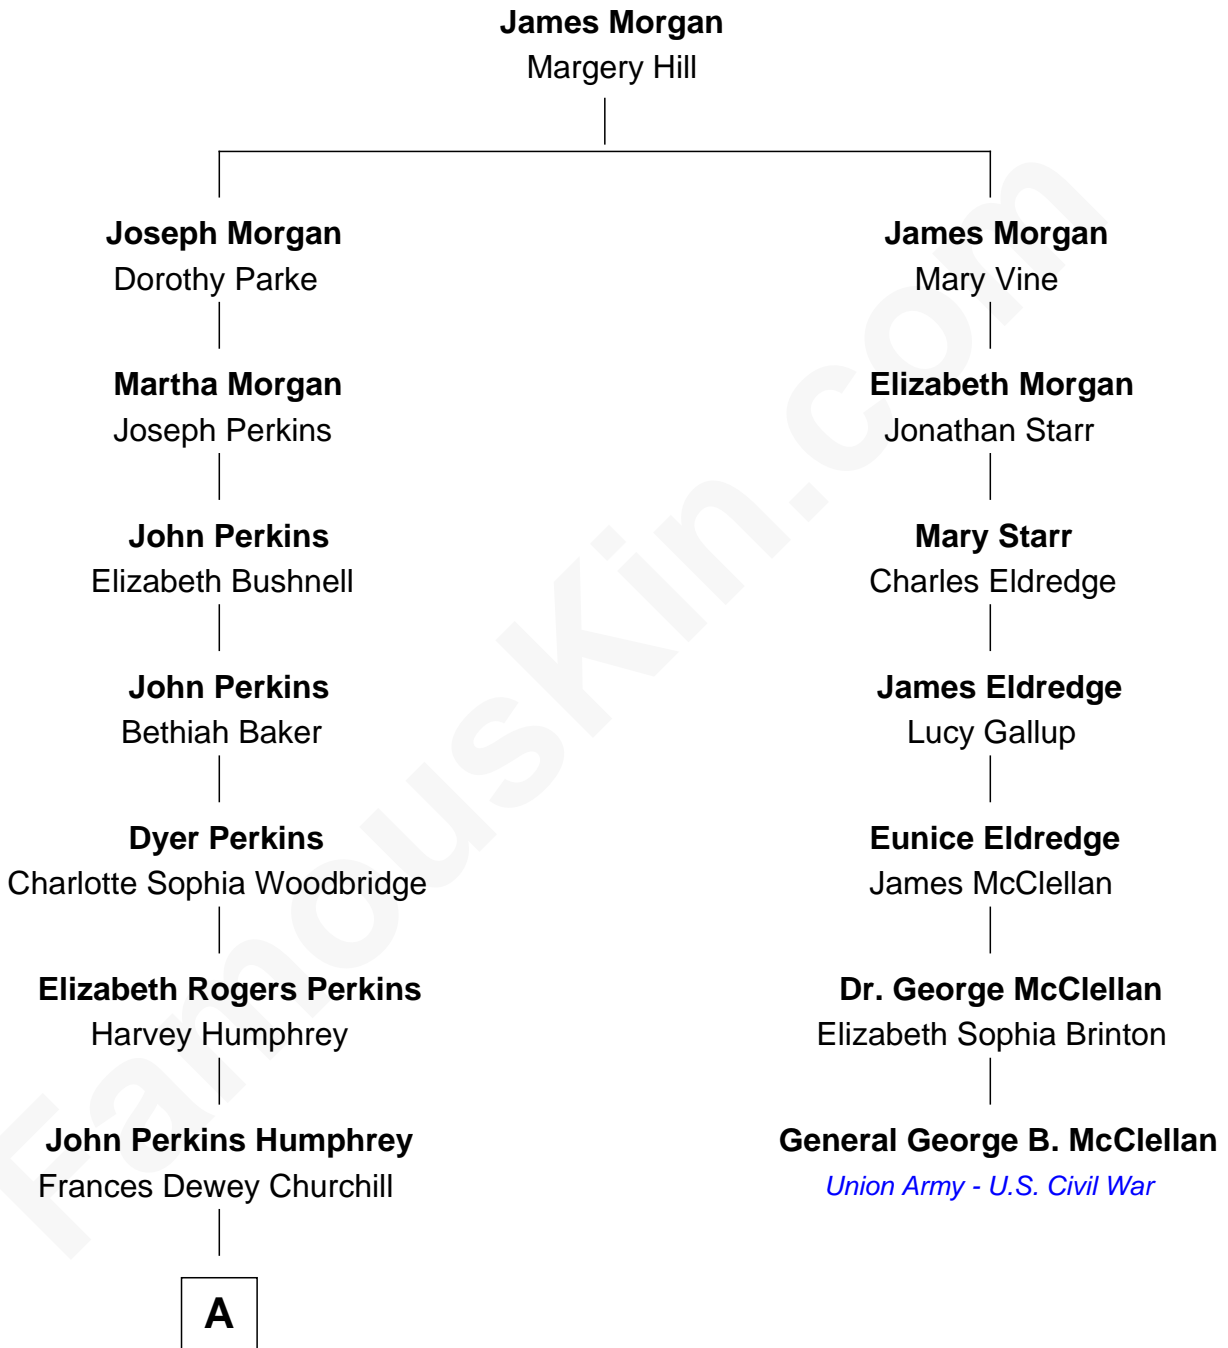 James Morgan
Margery Hill
Joseph Morgan
Dorothy Parke
James Morgan
Mary Vine
Martha Morgan
Joseph Perkins
Elizabeth Morgan
Jonathan Starr
John Perkins
Elizabeth Bushnell
Mary Starr
Charles Eldredge
John Perkins
Bethiah Baker
James Eldredge
Lucy Gallup
Dyer Perkins
Charlotte Sophia Woodbridge
Eunice Eldredge
James McClellan
Elizabeth Rogers Perkins
Harvey Humphrey
Dr. George McClellan
Elizabeth Sophia Brinton
John Perkins Humphrey
Frances Dewey Churchill
General George B. McClellan
Union Army - U.S. Civil War
A
FamousKin.com